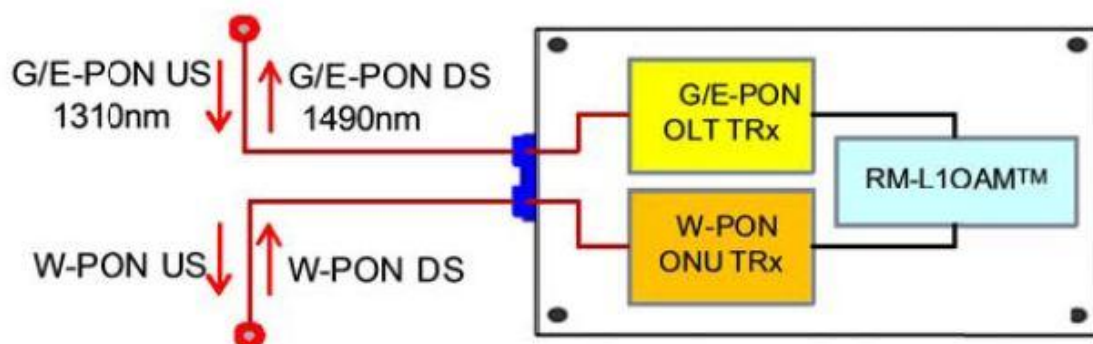 G/E-PON US
1310nm
G/E-PON DS
1490nm
G/E-PON
OLT TRx
RM-L1OAM™
W-PON
ONU TRx
W-PON US
W-PON DS